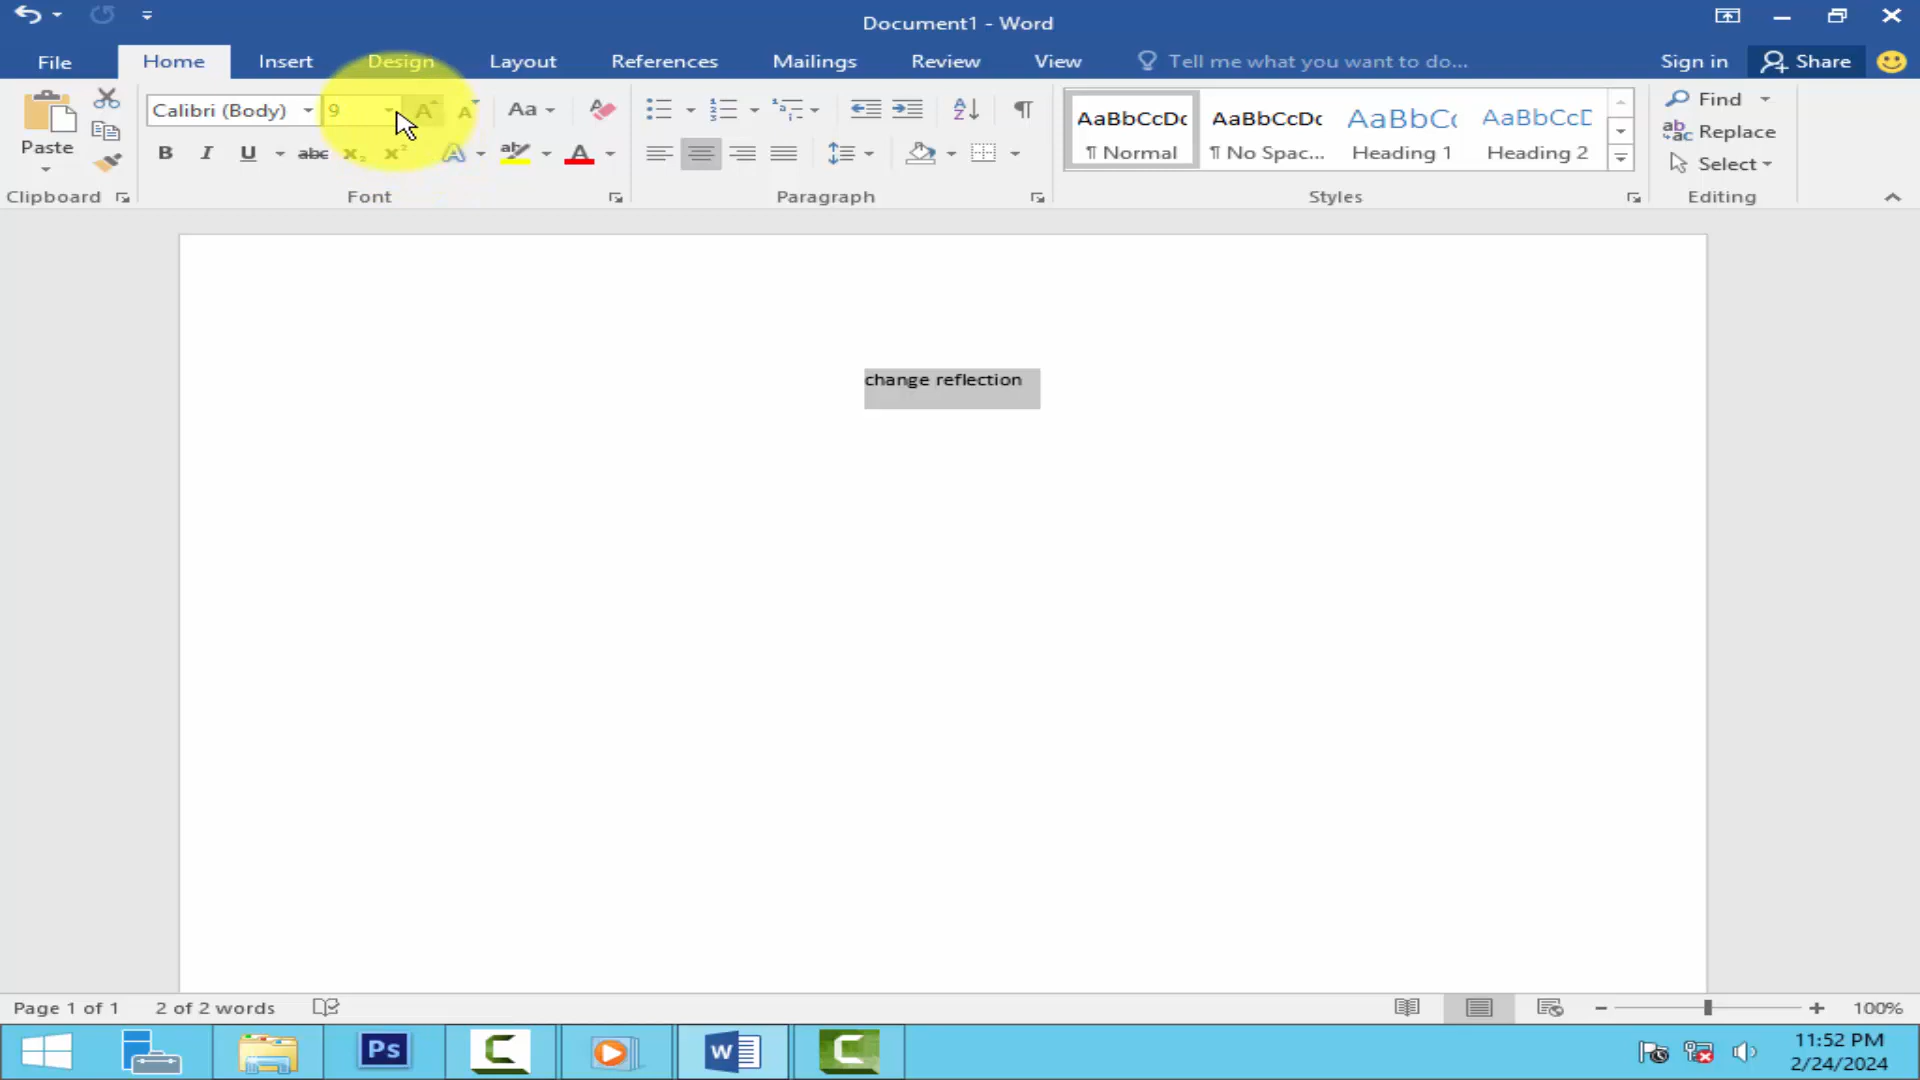 Document1 - Word
File Home Insert Design Layout References Mailings Review View Tell me what you want to do... Sign in Share
Paste
Clipboard
Calibri (Body) 9 Aa
B I U abc
Font
Paragraph
AaBbCcDc AaBbCcDc AaBbC AaBbCcD
¶ Normal ¶ No Spac... Heading 1 Heading 2
Styles
Find
Replace
Select
Editing
change reflection
Page 1 of 1 2 of 2 words 100%
Ps C W C
11:52 PM
2/24/2024